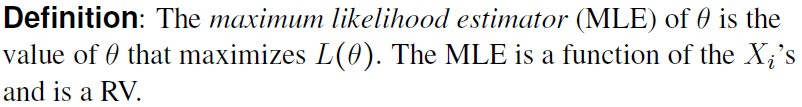 Definition: The maximum likelihood estimator (MLE) of θ is the
value of θ that maximizes L(θ). The MLE is a function of the Xᵢ’s
and is a RV.